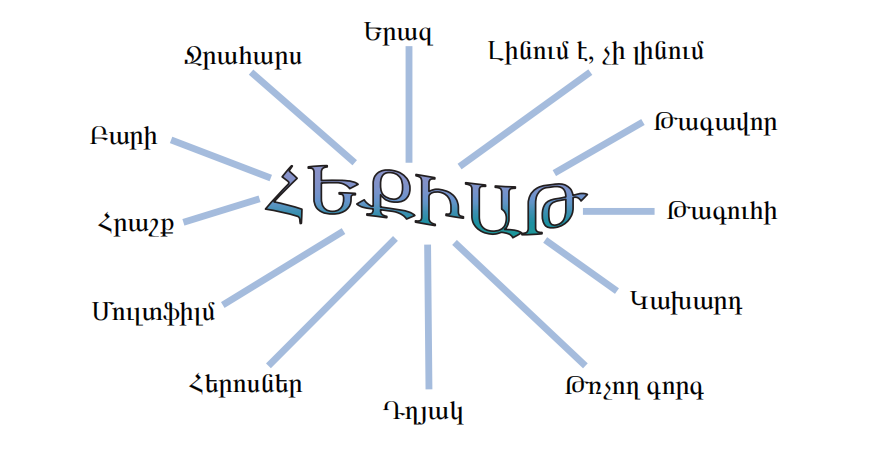 Երազ
Ջրահարս
Լինում է, չի լինում
Թագավոր
Բարի
ՀԵՔԻԱԹ
Հրաշք
Թագուհի
Կախարդ
Մուլտֆիլմ
Հերոսներ
Թռչող գորգ
Դղյակ